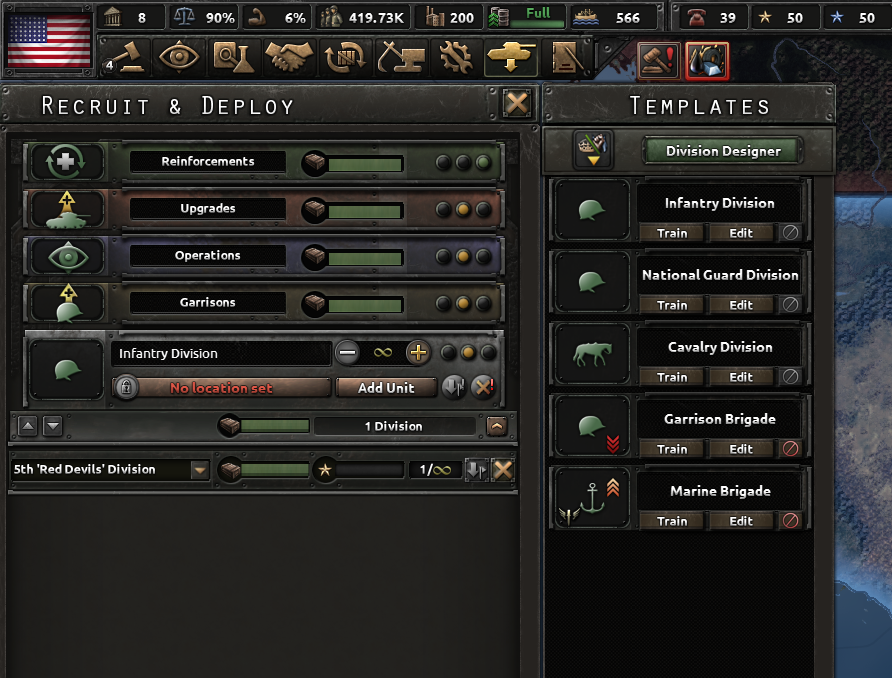 8 90% 6% 419.73K 200 Full 566 39 50 50
4
Recruit & Deploy
Reinforcements
Upgrades
Operations
Garrisons
Infantry Division ∞
No location set Add Unit
1 Division
5th 'Red Devils' Division 1/∞
Templates
Division Designer
Infantry Division
Train Edit
National Guard Division
Train Edit
Cavalry Division
Train Edit
Garrison Brigade
Train Edit
Marine Brigade
Train Edit